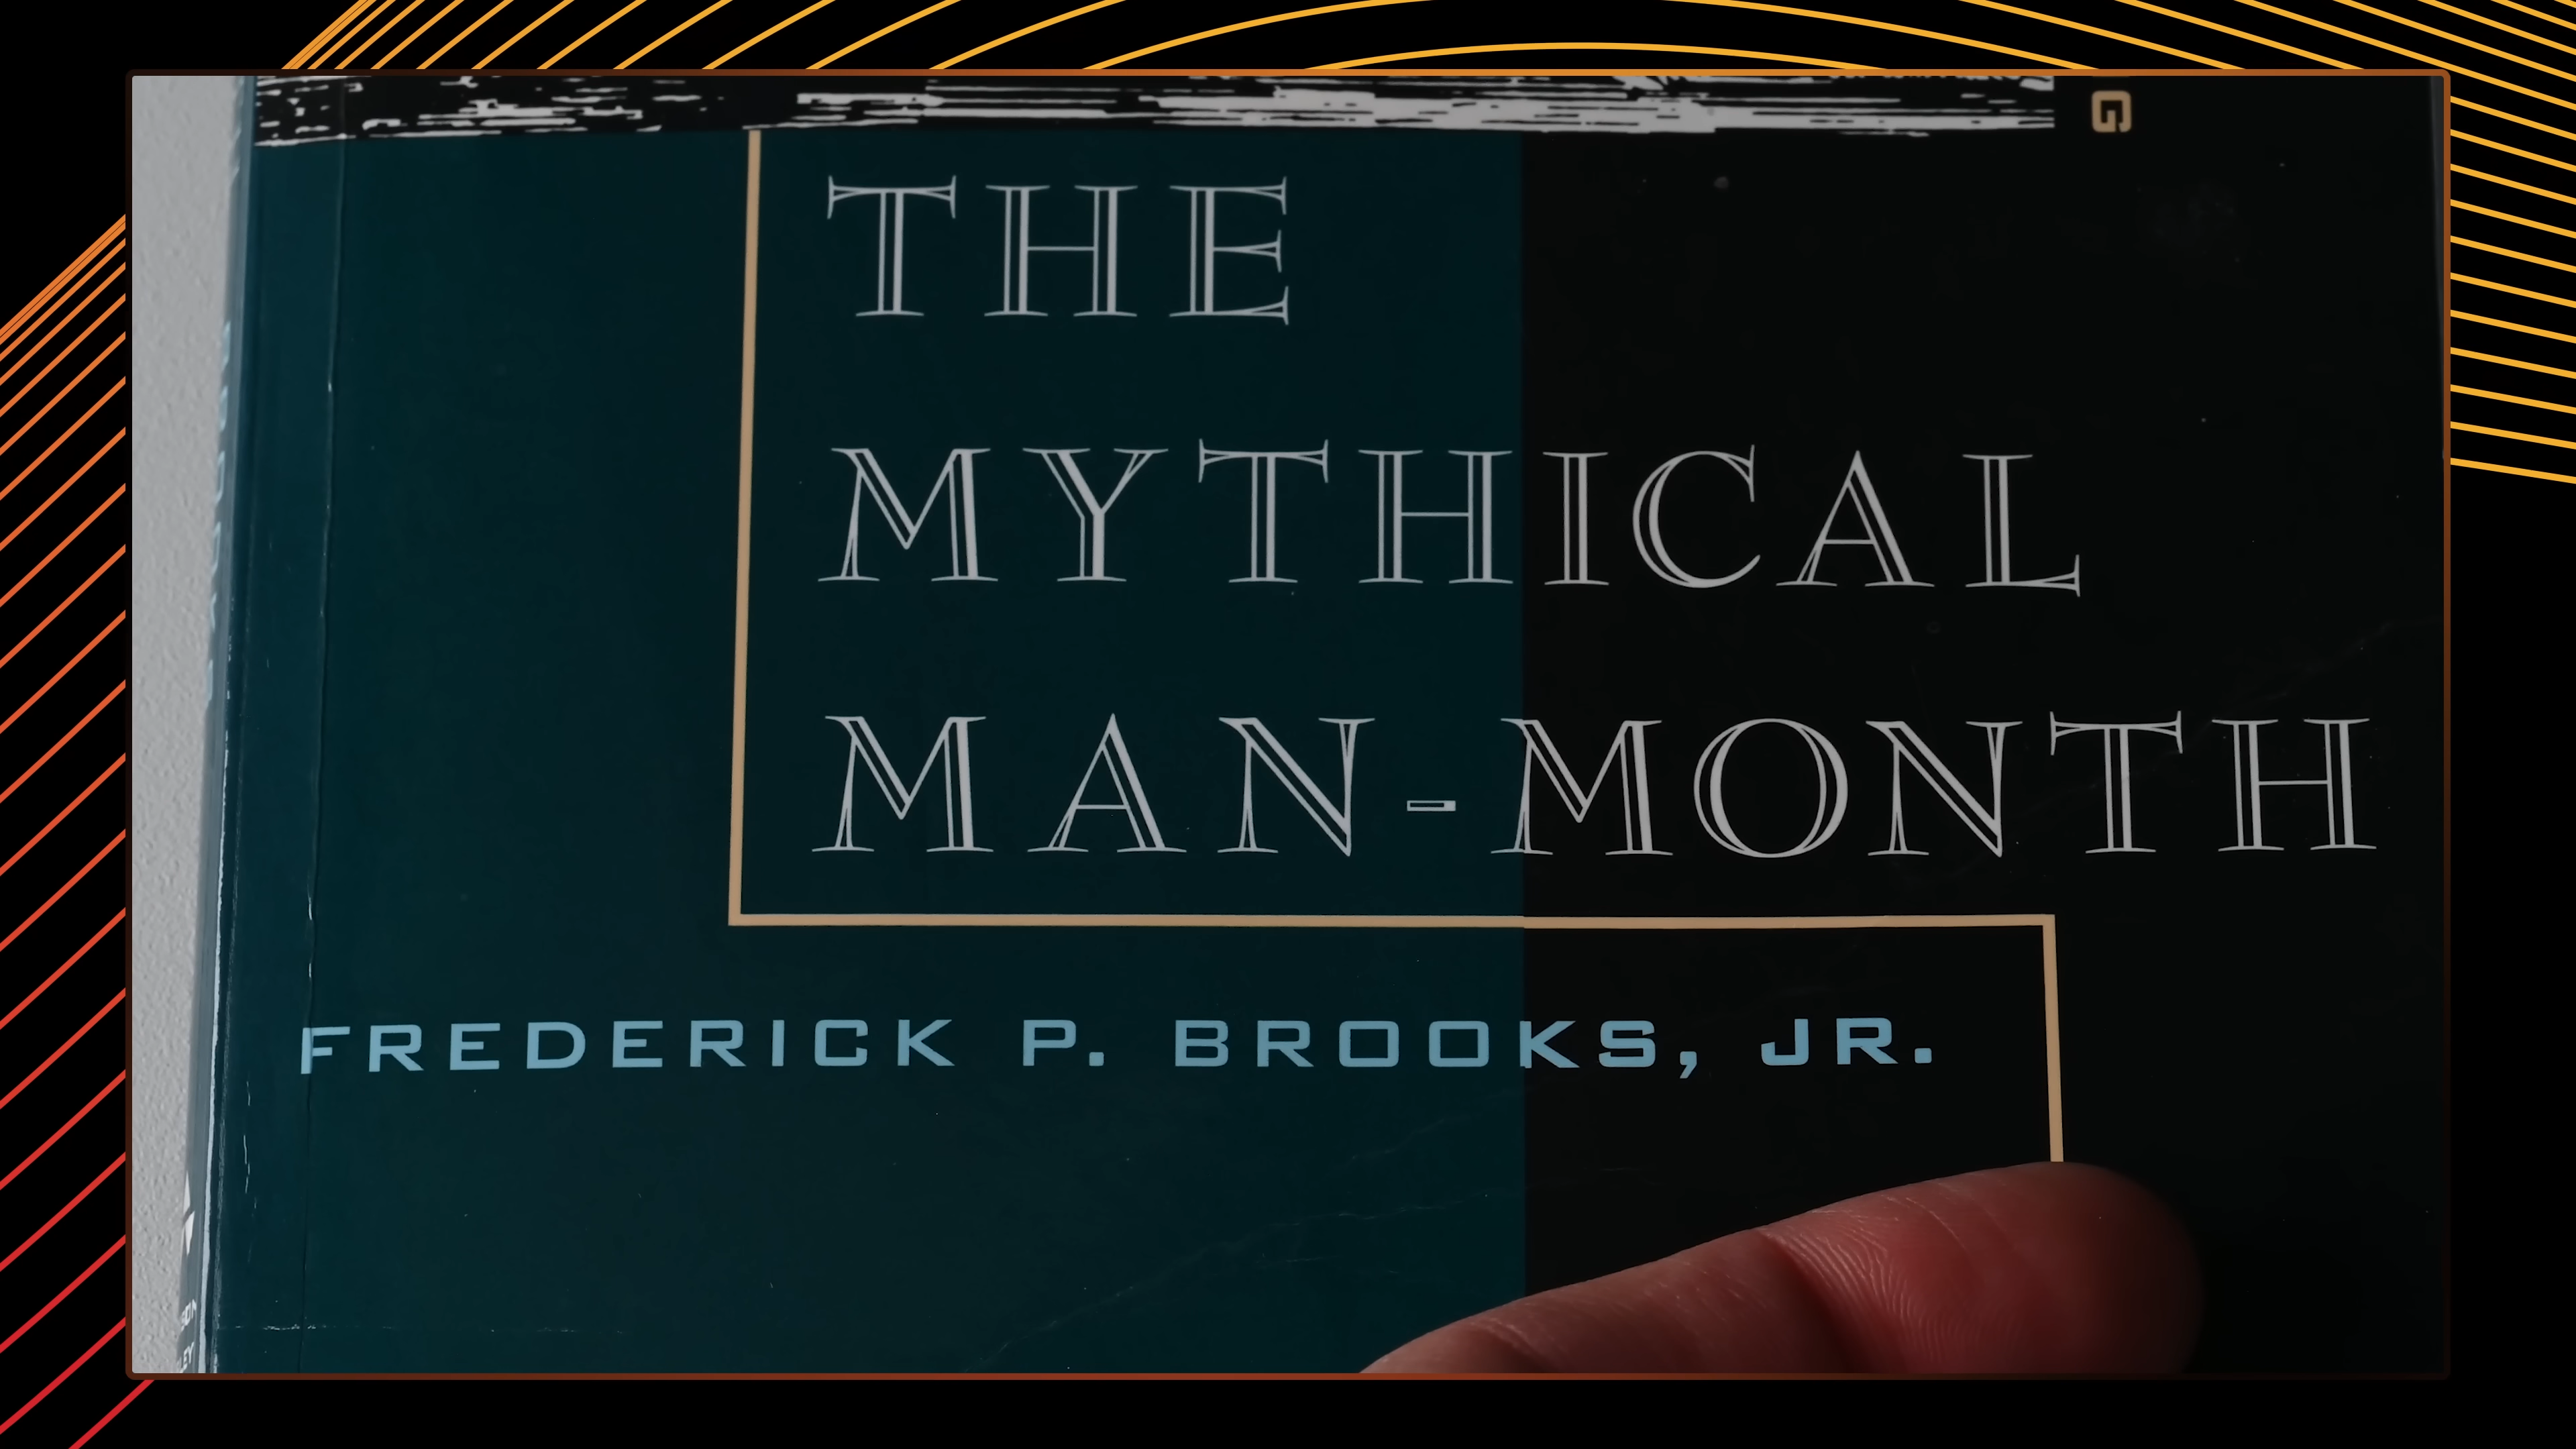 G
THE
MYTHICAL
MAN-MONTH
FREDERICK P. BROOKS, JR.